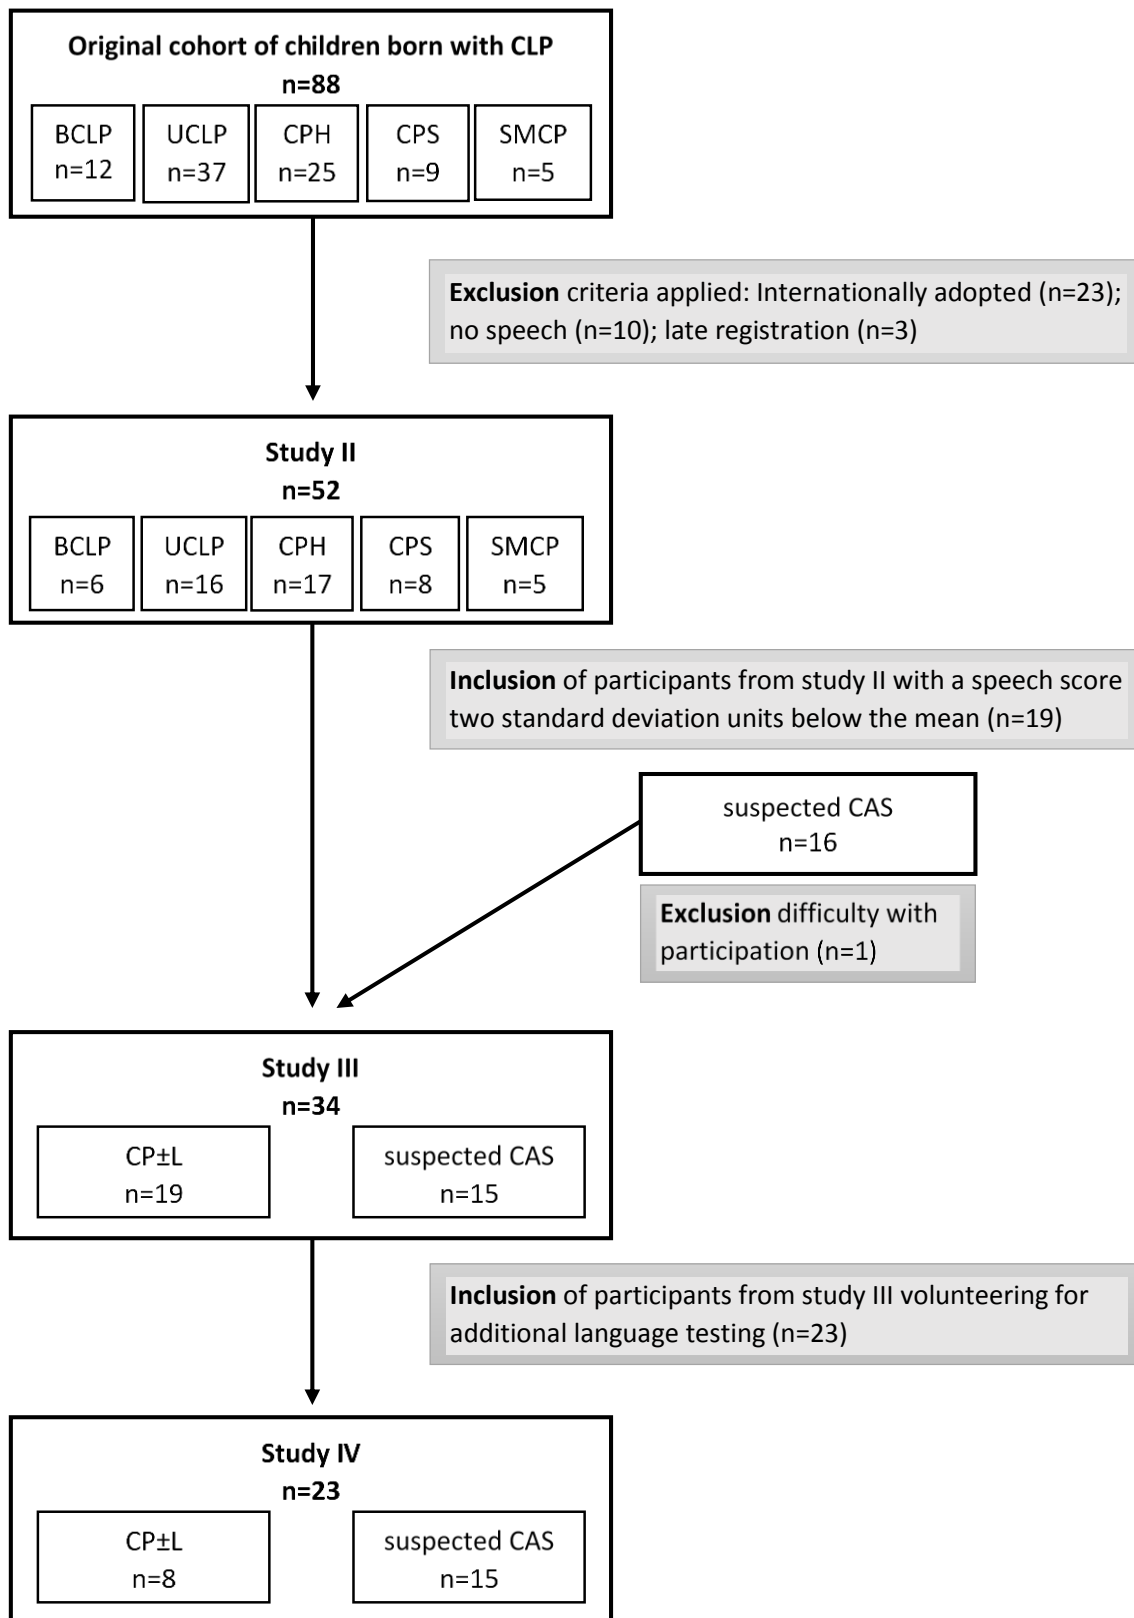 Original cohort of children born with CLP
n=88
BCLP
n=12
UCLP
n=37
CPH
n=25
CPS
n=9
SMCP
n=5
Exclusion criteria applied: Internationally adopted (n=23);
no speech (n=10); late registration (n=3)
Study II
n=52
BCLP
n=6
UCLP
n=16
CPH
n=17
CPS
n=8
SMCP
n=5
Inclusion of participants from study II with a speech score
two standard deviation units below the mean (n=19)
suspected CAS
n=16
Exclusion difficulty with
participation (n=1)
Study III
n=34
CP±L
n=19
suspected CAS
n=15
Inclusion of participants from study III volunteering for
additional language testing (n=23)
Study IV
n=23
CP±L
n=8
suspected CAS
n=15